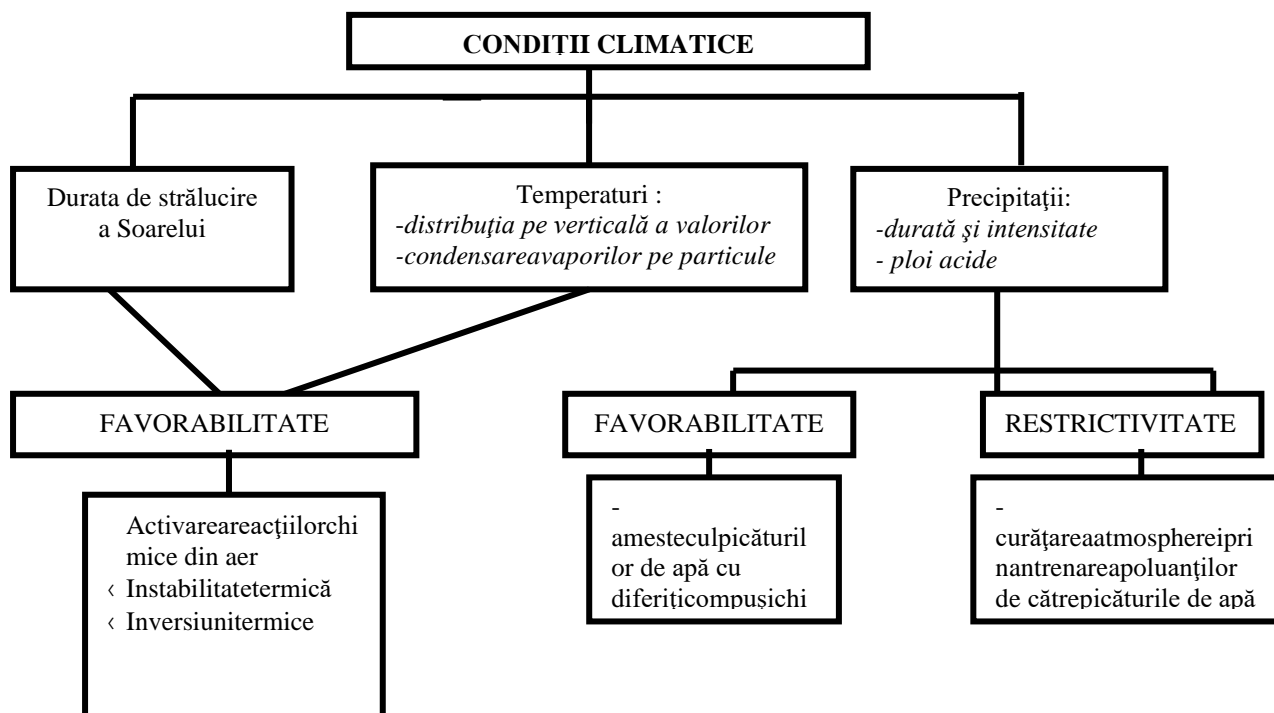 CONDIŢII CLIMATICE
Durata de strălucire
a Soarelui
Temperaturi :
-distribuţia pe verticală a valorilor
-condensareavaporilor pe particule
Precipitaţii:
-durată şi intensitate
- ploi acide
FAVORABILITATE
FAVORABILITATE
RESTRICTIVITATE
Activareareacţiilorchi
mice din aer
‹ Instabilitatetermică
‹ Inversiunitermice
-
amesteculpicăturil
or de apă cu
diferiţicompuşichi
-
curăţareaatmosphereipri
nantrenareapoluanţilor
de cătrepicăturile de apă